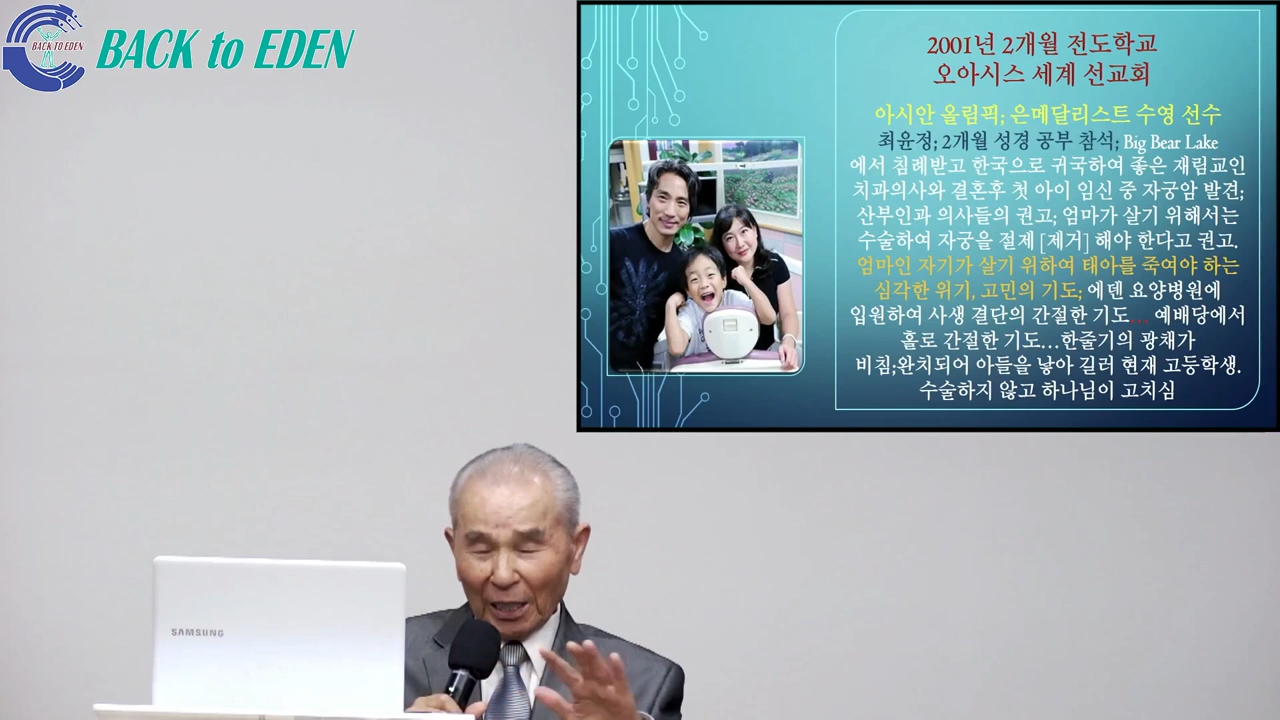 BACK TO EDEN
BACK to EDEN
2001년 2개월 전도학교
오아시스 세계 선교회
아시안 올림픽; 은메달리스트 수영 선수
최윤정; 2개월 성경 공부 참석; Big Bear Lake
에서 침례받고 한국으로 귀국하여 좋은 재림교인
치과의사와 결혼후 첫 아이 임신 중 자궁암 발견;
산부인과 의사들의 권고; 엄마가 살기 위해서는
수술하여 자궁을 절제 [제거] 해야 한다고 권고.
엄마인 자기가 살기 위하여 태아를 죽여야 하는
심각한 위기, 고민의 기도; 에덴 요양병원에
입원하여 사생 결단의 간절한 기도... 예배당에서
홀로 간절한 기도...한줄기의 광채가
비침;완치되어 아들을 낳아 길러 현재 고등학생.
수술하지 않고 하나님이 고치심
SAMSUNG